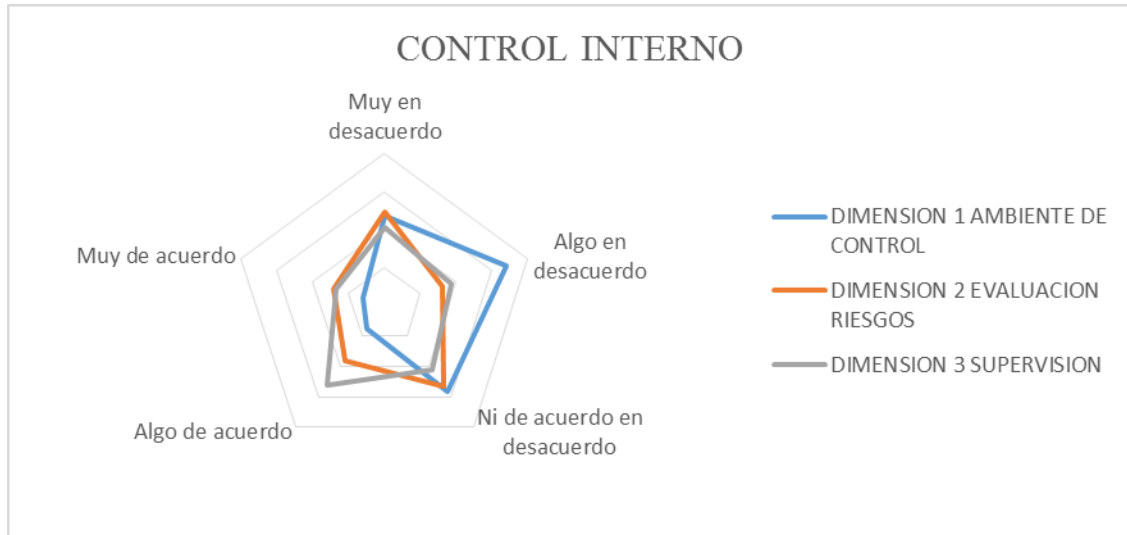 CONTROL INTERNO
Muy en
desacuerdo
Algo en
desacuerdo
Ni de acuerdo en
desacuerdo
Algo de acuerdo
Muy de acuerdo
DIMENSION 1 AMBIENTE DE
CONTROL
DIMENSION 2 EVALUACION
RIESGOS
DIMENSION 3 SUPERVISION